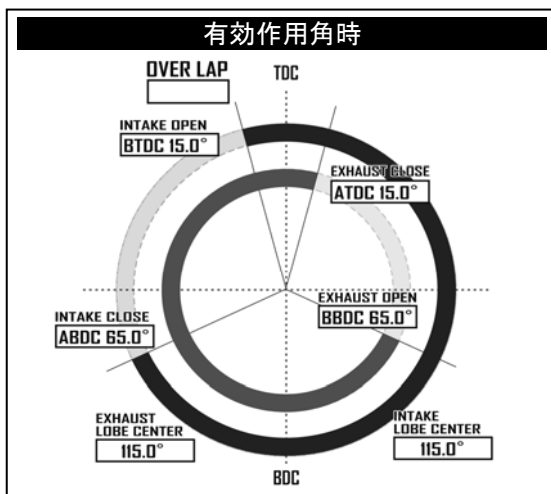 有効作用角時
OVER LAP
TDC
INTAKE OPEN
BTDC 15.0°
EXHAUST CLOSE
ATDC 15.0°
INTAKE CLOSE
ABDC 65.0°
EXHAUST OPEN
BBDC 65.0°
EXHAUST
LOBE CENTER
115.0°
INTAKE
LOBE CENTER
115.0°
BDC